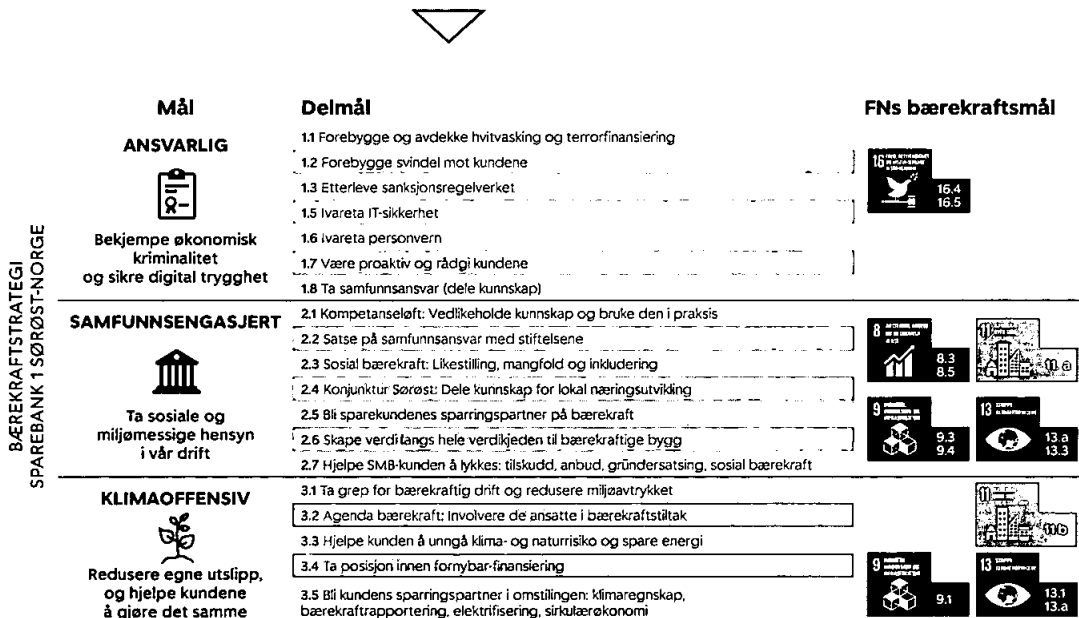 Mål
Delmål
FNs bærekraftsmål
BÆREKRAFTSTRATEGI
SPAREBANK 1 SØRØST-NORGE
ANSVARLIG
Bekjempe økonomisk
kriminalitet
og sikre digital trygghet
1.1 Forebygge og avdekke hvitvasking og terrorfinansiering
1.2 Forebygge svindel mot kundene
1.3 Etterleve sanksjonsregelverket
1.5 Ivareta IT-sikkerhet
1.6 Ivareta personvern
1.7 Være proaktiv og rådgi kundene
1.8 Ta samfunnsansvar (dele kunnskap)
16
16.4
16.5
SAMFUNNSENGASJERT
Ta sosiale og
miljømessige hensyn
i vår drift
2.1 Kompetanseløft: Vedlikeholde kunnskap og bruke den i praksis
2.2 Satse på samfunnsansvar med stiftelsene
2.3 Sosial bærekraft: Likestilling, mangfold og inkludering
2.4 Konjunktur Sørøst: Dele kunnskap for lokal næringsutvikling
2.5 Bli sparekundenes sparringspartner på bærekraft
2.6 Skape verdi langs hele verdikjeden til bærekraftige bygg
2.7 Hjelpe SMB-kunden å lykkes: tilskudd, anbud, gründersatsing, sosial bærekraft
8
8.3
8.5
11
11 a
9
9.3
9.4
13
13.a
13.3
KLIMAOFFENSIV
Redusere egne utslipp,
og hjelpe kundene
å gjøre det samme
3.1 Ta grep for bærekraftig drift og redusere miljøavtrykket
3.2 Agenda bærekraft: Involvere de ansatte i bærekraftstiltak
3.3 Hjelpe kunden å unngå klima- og naturrisiko og spare energi
3.4 Ta posisjon innen fornybar-finansiering
3.5 Bli kundens sparringspartner i omstillingen: klimaregnskap,
bærekraftrapportering, elektrifisering, sirkulærøkonomi
11
11b
9
9.1
13
13.1
13.a